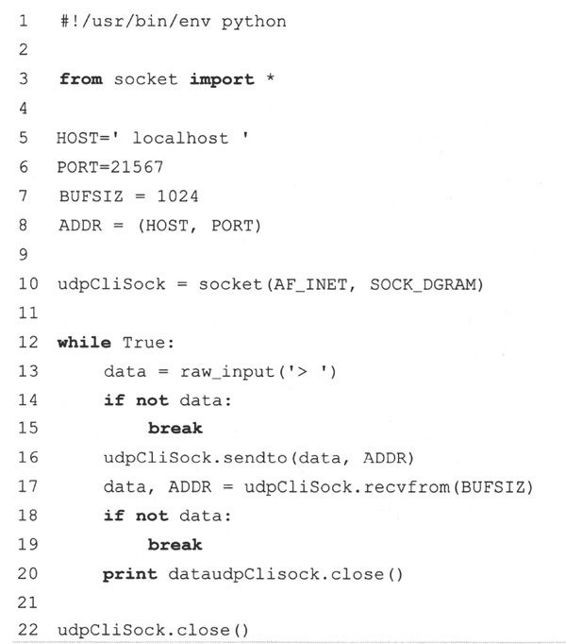 1 #!/usr/bin/env python
2
3 from socket import *
4
5 HOST=' localhost '
6 PORT=21567
7 BUFSIZ = 1024
8 ADDR = (HOST, PORT)
9
10 udpCliSock = socket(AF_INET, SOCK_DGRAM)
11
12 while True:
13     data = raw_input('> ')
14     if not data:
15         break
16     udpCliSock.sendto(data, ADDR)
17     data, ADDR = udpCliSock.recvfrom(BUFSIZ)
18     if not data:
19         break
20     print dataudpClisock.close()
21
22 udpCliSock.close()